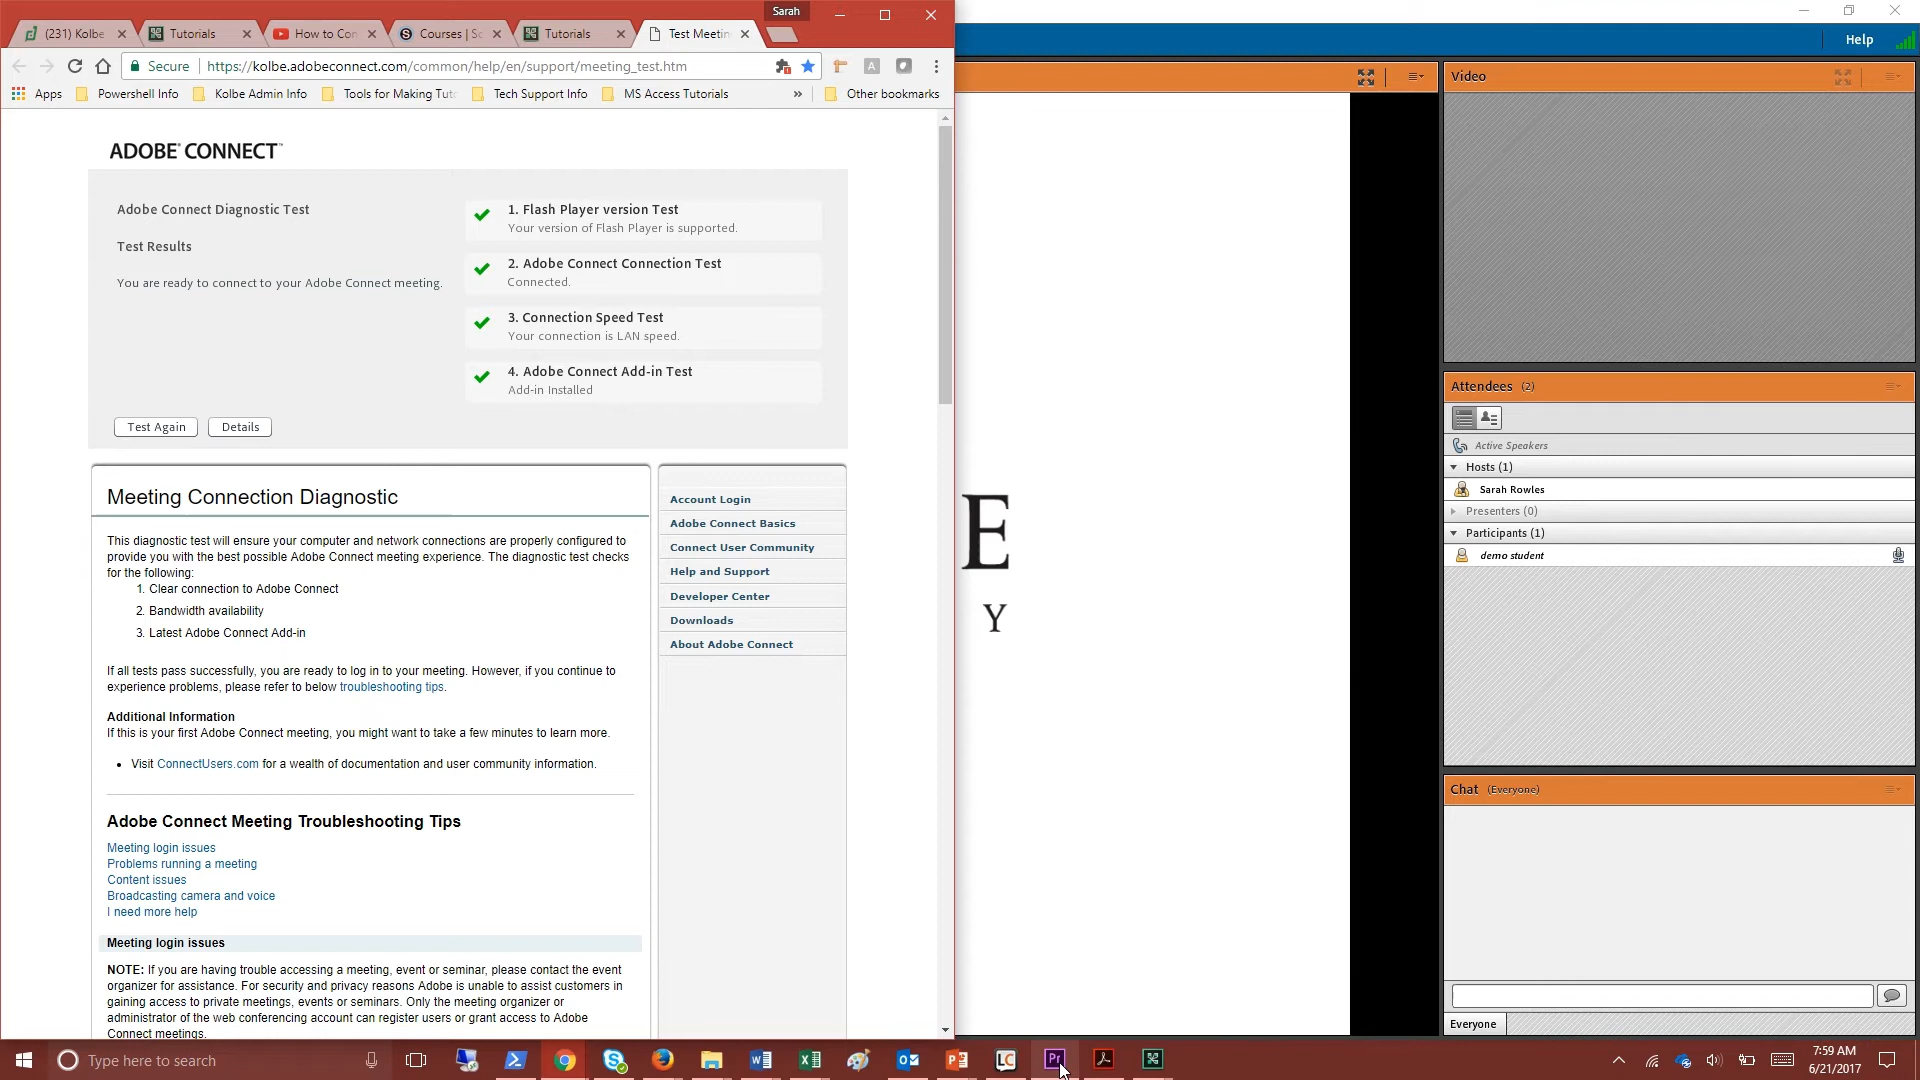 Sarah
(231) Kolbe
Tutorials
How to Con
Courses | Sc
Tutorials
Test Meetin
Secure
https://kolbe.adobeconnect.com/common/help/en/support/meeting_test.htm
Apps
Powershell Info
Kolbe Admin Info
Tools for Making Tuto
Tech Support Info
MS Access Tutorials
»
Other bookmarks
ADOBE® CONNECT™
Adobe Connect Diagnostic Test
Test Results
You are ready to connect to your Adobe Connect meeting.
1. Flash Player version Test
Your version of Flash Player is supported.
2. Adobe Connect Connection Test
Connected.
3. Connection Speed Test
Your connection is LAN speed.
4. Adobe Connect Add-in Test
Add-in Installed
Test Again
Details
Meeting Connection Diagnostic
This diagnostic test will ensure your computer and network connections are properly configured to
provide you with the best possible Adobe Connect meeting experience. The diagnostic test checks
for the following:
1. Clear connection to Adobe Connect
2. Bandwidth availability
3. Latest Adobe Connect Add-in
If all tests pass successfully, you are ready to log in to your meeting. However, if you continue to
experience problems, please refer to below troubleshooting tips.
Additional Information
If this is your first Adobe Connect meeting, you might want to take a few minutes to learn more.
• Visit ConnectUsers.com for a wealth of documentation and user community information.
Adobe Connect Meeting Troubleshooting Tips
Meeting login issues
Problems running a meeting
Content issues
Broadcasting camera and voice
I need more help
Meeting login issues
NOTE: If you are having trouble accessing a meeting, event or seminar, please contact the event
organizer for assistance. For security and privacy reasons Adobe is unable to assist customers in
gaining access to private meetings, events or seminars. Only the meeting organizer or
administrator of the web conferencing account can register users or grant access to Adobe
Connect meetings.
Account Login
Adobe Connect Basics
Connect User Community
Help and Support
Developer Center
Downloads
About Adobe Connect
E
Y
Help
Video
Attendees (2)
Active Speakers
Hosts (1)
Sarah Rowles
Presenters (0)
Participants (1)
demo student
Chat (Everyone)
Everyone
Type here to search
LC
Pr
7:59 AM
6/21/2017